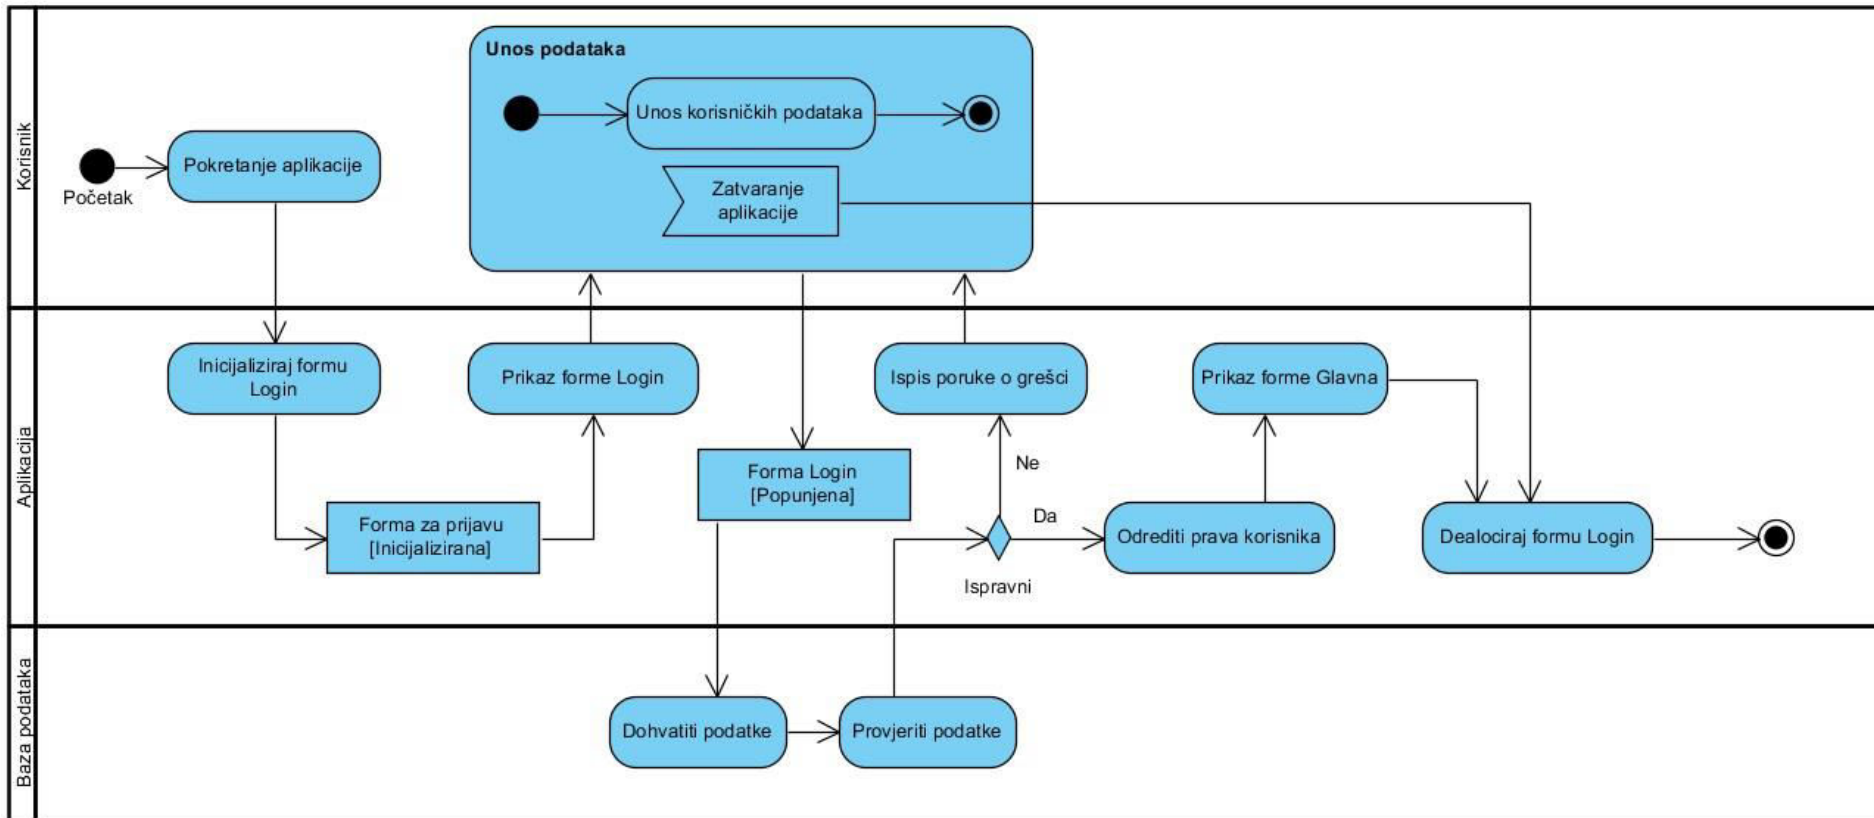 Korisnik
Početak
Pokretanje aplikacije
Unos podataka
Unos korisničkih podataka
Zatvaranje
aplikacije
Aplikacija
Inicijaliziraj formu
Login
Forma za prijavu
[Inicijalizirana]
Prikaz forme Login
Forma Login
[Popunjena]
Ispis poruke o grešci
Ne
Da
Ispravni
Odrediti prava korisnika
Prikaz forme Glavna
Dealociraj formu Login
Baza podataka
Dohvatiti podatke
Provjeriti podatke